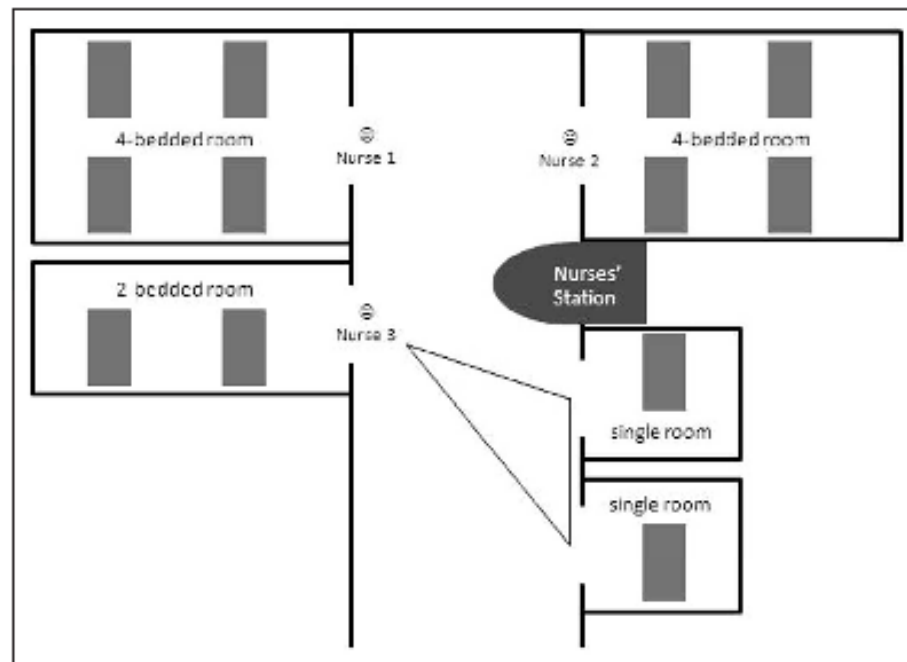 4-bedded room
Nurse 1
Nurse 2
4-bedded room
2 bedded room
Nurse 3
Nurses'
Station
single room
single room